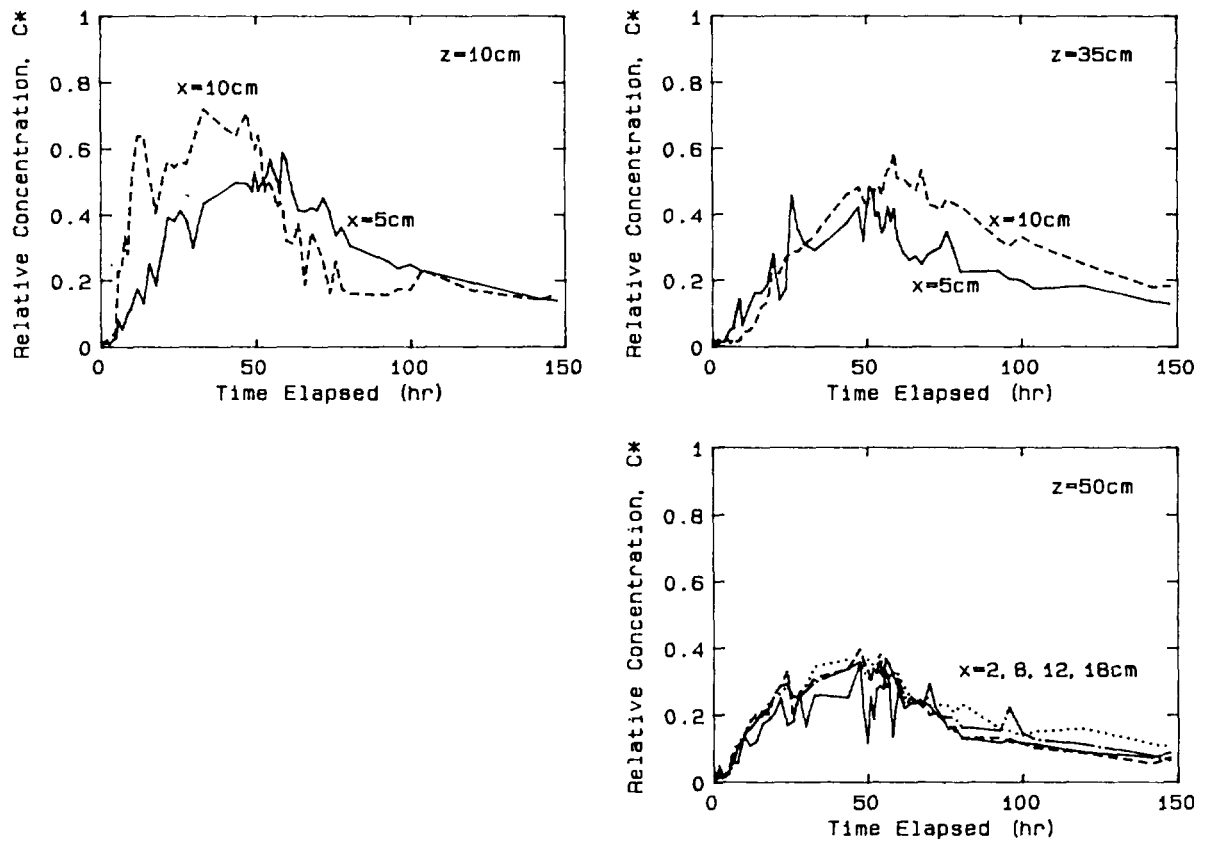 Relative Concentration, C*
1
0.8
0.6
0.4
0.2
0
z=10cm
x=10cm
x=5cm
0 50 100 150
Time Elapsed (hr)
Relative Concentration, C*
1
0.8
0.6
0.4
0.2
0
z=35cm
x=10cm
x=5cm
0 50 100 150
Time Elapsed (hr)
Relative Concentration, C*
1
0.8
0.6
0.4
0.2
0
z=50cm
x=2, 8, 12, 18cm
0 50 100 150
Time Elapsed (hr)